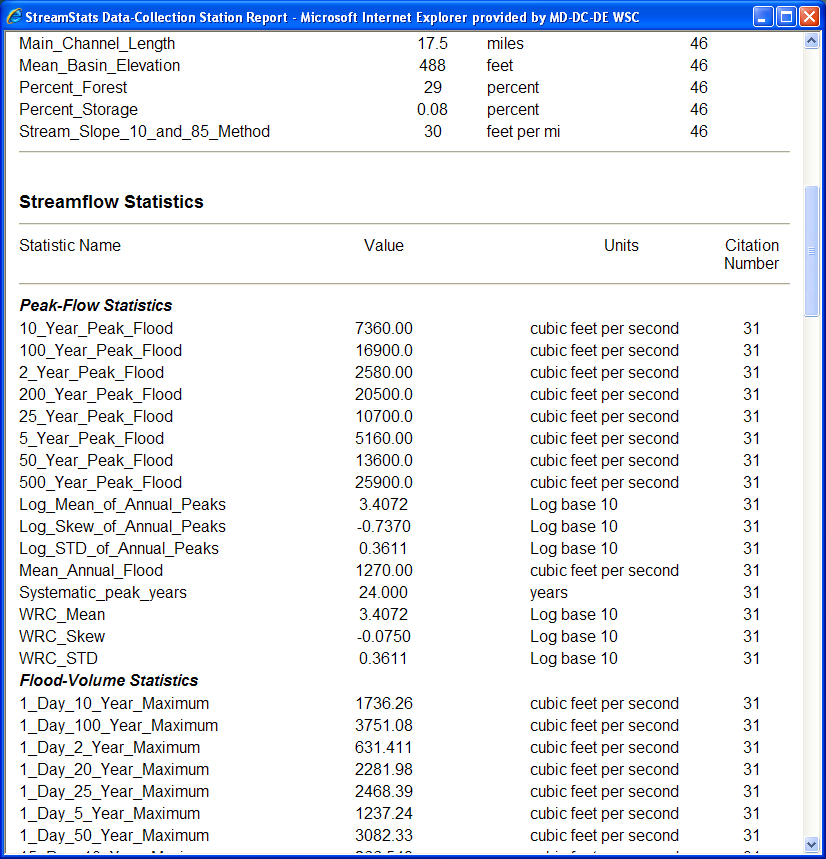 StreamStats Data-Collection Station Report - Microsoft Internet Explorer provided by MD-DC-DE WSC
Main_Channel_Length 17.5 miles 46
Mean_Basin_Elevation 488 feet 46
Percent_Forest 29 percent 46
Percent_Storage 0.08 percent 46
Stream_Slope_10_and_85_Method 30 feet per mi 46
Streamflow Statistics
Statistic Name Value Units Citation
Number
Peak-Flow Statistics
10_Year_Peak_Flood 7360.00 cubic feet per second 31
100_Year_Peak_Flood 16900.0 cubic feet per second 31
2_Year_Peak_Flood 2580.00 cubic feet per second 31
200_Year_Peak_Flood 20500.0 cubic feet per second 31
25_Year_Peak_Flood 10700.0 cubic feet per second 31
5_Year_Peak_Flood 5160.00 cubic feet per second 31
50_Year_Peak_Flood 13600.0 cubic feet per second 31
500_Year_Peak_Flood 25900.0 cubic feet per second 31
Log_Mean_of_Annual_Peaks 3.4072 Log base 10 31
Log_Skew_of_Annual_Peaks -0.7370 Log base 10 31
Log_STD_of_Annual_Peaks 0.3611 Log base 10 31
Mean_Annual_Flood 1270.00 cubic feet per second 31
Systematic_peak_years 24.000 years 31
WRC_Mean 3.4072 Log base 10 31
WRC_Skew -0.0750 Log base 10 31
WRC_STD 0.3611 Log base 10 31
Flood-Volume Statistics
1_Day_10_Year_Maximum 1736.26 cubic feet per second 31
1_Day_100_Year_Maximum 3751.08 cubic feet per second 31
1_Day_2_Year_Maximum 631.411 cubic feet per second 31
1_Day_20_Year_Maximum 2281.98 cubic feet per second 31
1_Day_25_Year_Maximum 2468.39 cubic feet per second 31
1_Day_5_Year_Maximum 1237.24 cubic feet per second 31
1_Day_50_Year_Maximum 3082.33 cubic feet per second 31